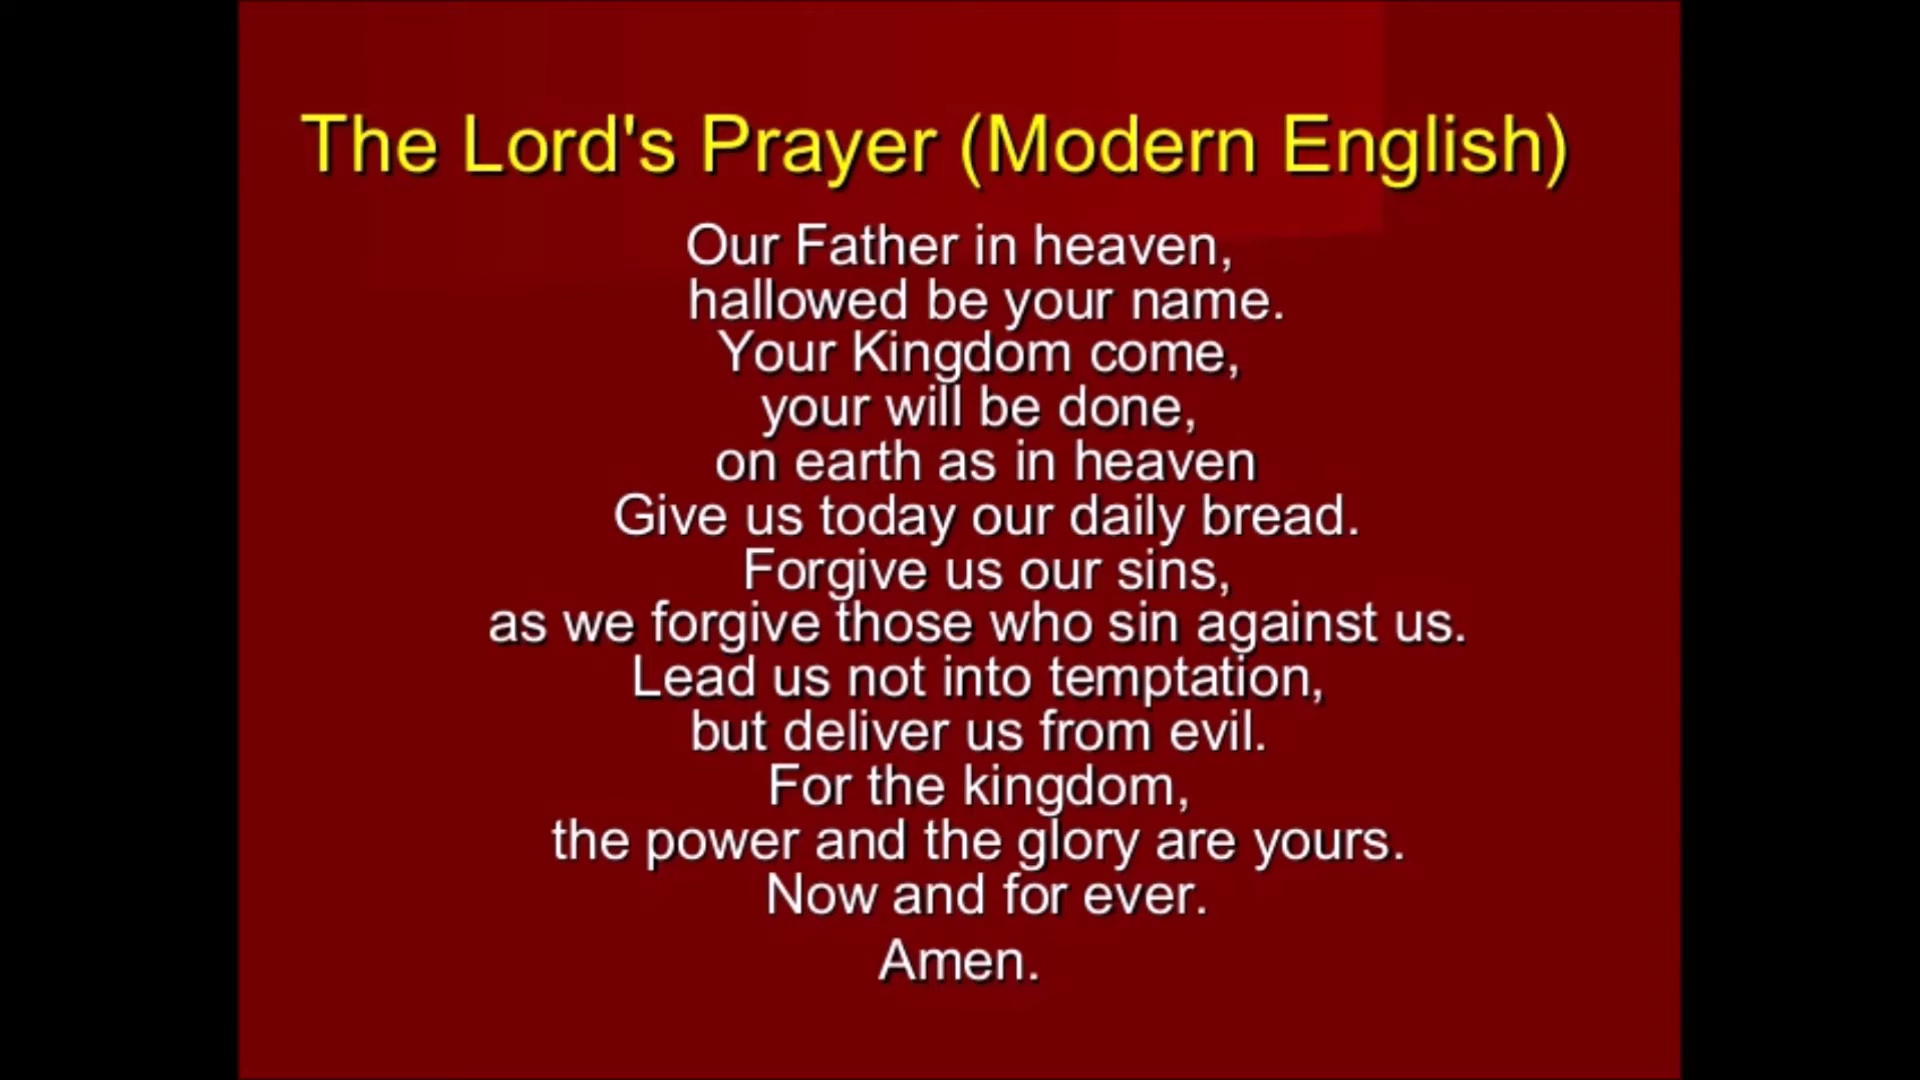 The Lord's Prayer (Modern English)
Our Father in heaven,
hallowed be your name.
Your Kingdom come,
your will be done,
on earth as in heaven
Give us today our daily bread.
Forgive us our sins,
as we forgive those who sin against us.
Lead us not into temptation,
but deliver us from evil.
For the kingdom,
the power and the glory are yours.
Now and for ever.
Amen.